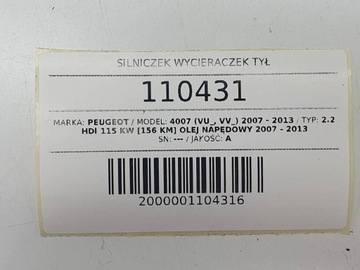 SILNICZEK WYCIERACZEK TYŁ
110431
MARKA: PEUGEOT / MODEL: 4007 (VU_, VV_) 2007 - 2013 / TYP: 2.2
HDI 115 KW [156 KM] OLEJ NAPĘDOWY 2007 - 2013
SN: --- / JAKOŚĆ: A
2000001104316